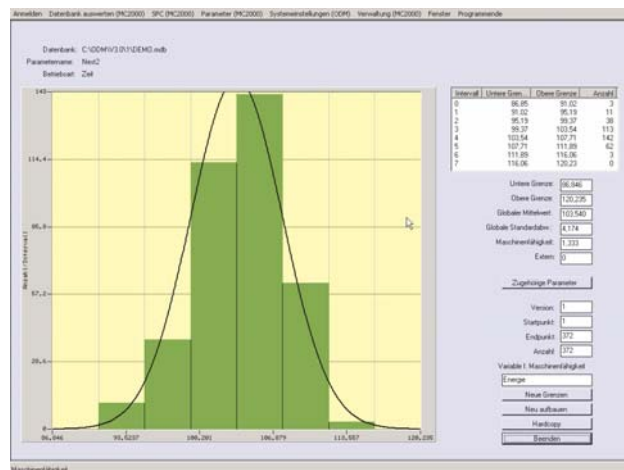 Anmelden Datenbank auswerten (MC2000) SPC (MC2000) Parameter (MC2000) Systemeinstellungen (ODM) Verwaltung (MC2000) Fenster Programmende
Datenbank: C:\ODM\V3.0\Y\DEMO.mdb
Parametername: Next2
Betriebsart: Zeit
143
114,4
57,2
28,6
0
Anzahl/Intervall
86,846 93,5237 100,201 106,879 113,557 120,235
Intervall Untere Gren... Obere Grenze Anzahl
0 86,85 91,02 3
1 91,02 95,19 11
2 95,19 99,37 38
3 99,37 103,54 113
4 103,54 107,71 142
5 107,71 111,89 62
6 111,89 116,06 3
7 116,06 120,23 0
Untere Grenze: 86,846
Obere Grenze: 120,235
Globaler Mittelwert: 103,540
Globale Standardabw.: 4,174
Maschinenfähigkeit: 1,333
Extern: 0
Zugehörige Parameter
Version: 1
Startpunkt: 1
Endpunkt: 372
Anzahl: 372
Variable I: Maschinenfähigkeit
Energie
Neue Grenzen
Neu aufbauen
Hardcopy
Beenden
Maschinenfähigkeit